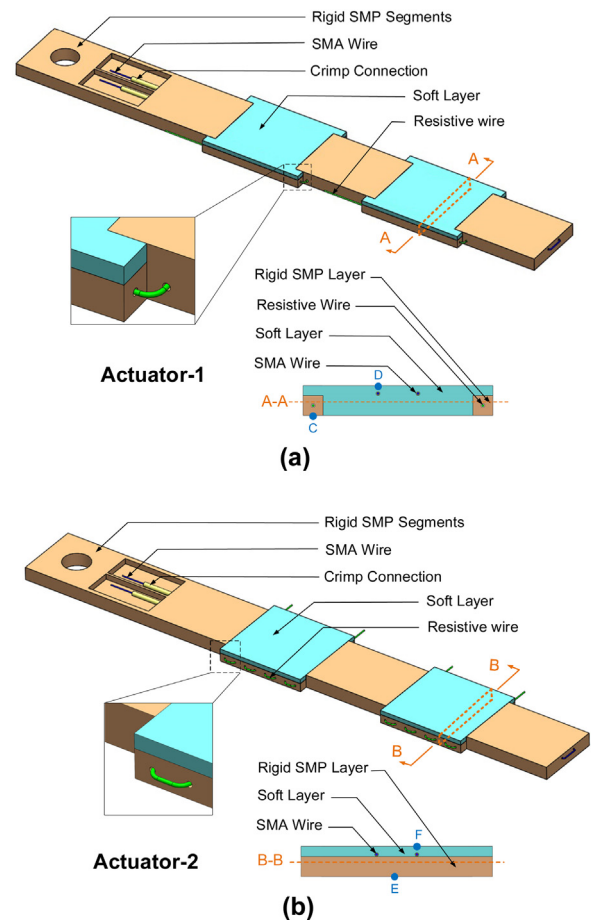 Rigid SMP Segments
SMA Wire
Crimp Connection
Soft Layer
Resistive wire
A
A
Rigid SMP Layer
Resistive Wire
Soft Layer
SMA Wire
Actuator-1
D
A-A
C
(a)
Rigid SMP Segments
SMA Wire
Crimp Connection
Soft Layer
Resistive wire
B
B
Rigid SMP Layer
Soft Layer
SMA Wire
F
Actuator-2
B-B
E
(b)